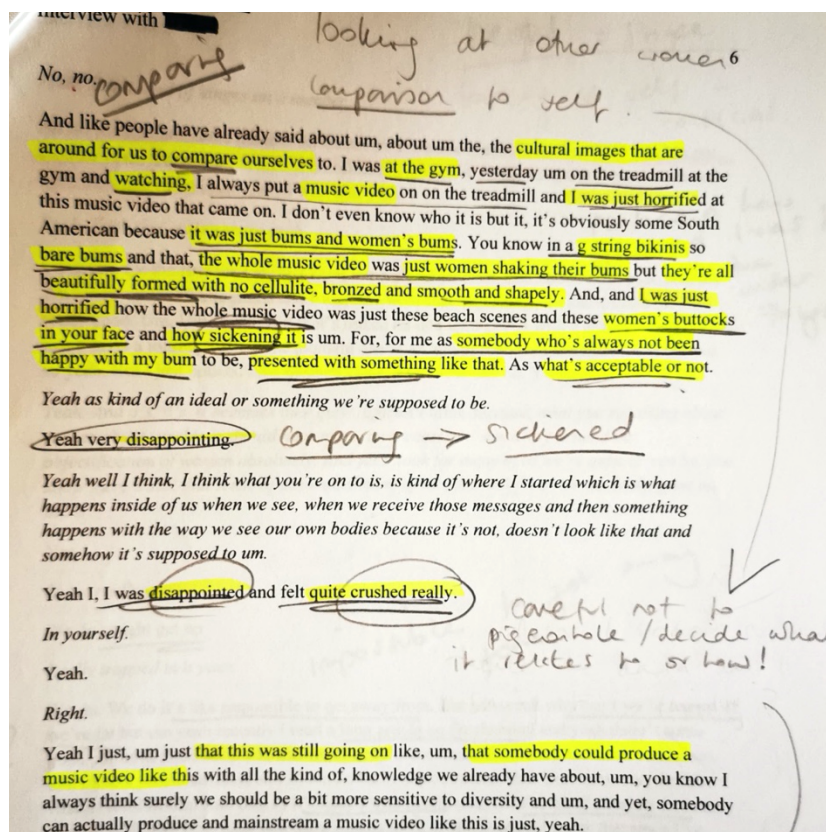 Interview with
looking at other women 6
No, no. comparing
comparison to self.
And like people have already said about um, about um the, the cultural images that are
around for us to compare ourselves to. I was at the gym, yesterday um on the treadmill at the
gym and watching, I always put a music video on on the treadmill and I was just horrified at
this music video that came on. I don't even know who it is but it, it's obviously some South
American because it was just bums and women's bums. You know in a g string bikinis so
bare bums and that, the whole music video was just women shaking their bums but they're all
beautifully formed with no cellulite, bronzed and smooth and shapely. And, and I was just
horrified how the whole music video was just these beach scenes and these women's buttocks
in your face and how sickening it is um. For, for me as somebody who's always not been
happy with my bum to be, presented with something like that. As what's acceptable or not.
Yeah as kind of an ideal or something we're supposed to be.
Yeah very disappointing. comparing → sickened
Yeah well I think, I think what you're on to is, is kind of where I started which is what
happens inside of us when we see, when we receive those messages and then something
happens with the way we see our own bodies because it's not, doesn't look like that and
somehow it's supposed to um.
Yeah I, I was disappointed and felt quite crushed really.
careful not to
In yourself.
pigeonhole / decide what
it relates to or how!
Yeah.
Right.
Yeah I just, um just that this was still going on like, um, that somebody could produce a
music video like this with all the kind of, knowledge we already have about, um, you know I
always think surely we should be a bit more sensitive to diversity and um, and yet, somebody
can actually produce and mainstream a music video like this is just, yeah.